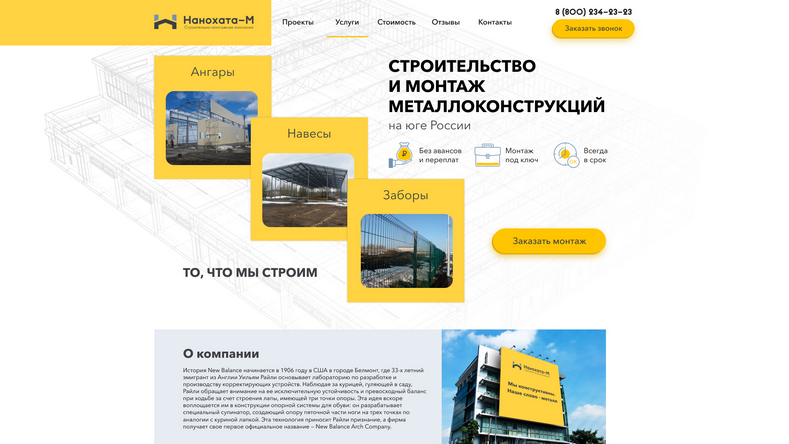 Нанохата-М
Строительно-монтажная компания
Проекты
Услуги
Стоимость
Отзывы
Контакты
8 (800) 234-23-23
Заказать звонок
Ангары
Навесы
Заборы
СТРОИТЕЛЬСТВО
И МОНТАЖ
МЕТАЛЛОКОНСТРУКЦИЙ
на юге России
Без авансов
и переплат
Монтаж
под ключ
Всегда
в срок
Заказать монтаж
ТО, ЧТО МЫ СТРОИМ
О компании
История New Balance начинается в 1906 году в США в городе Белмонт, где 33-х летний
эмигрант из Англии Уильям Райли основывает лабораторию по разработке и
производству корректирующих устройств. Наблюдая за курицей, гуляющей в саду,
Райли обращает внимание на ее исключительную устойчивость и превосходный баланс
при ходьбе за счет строения лапы, имеющей три точки опоры. Эта идея вскоре
воплощается им в конструкции опорной системы для обуви: он разрабатывает
специальный супинатор, создающий опору пяточной части ноги на трех точках по
аналогии с куриной лапкой. Эта технология приносит Райли признание, а фирма
получает свое первое официальное название – New Balance Arch Company.
Нанохата-М
Мы конструктивны.
Наше слово - металл